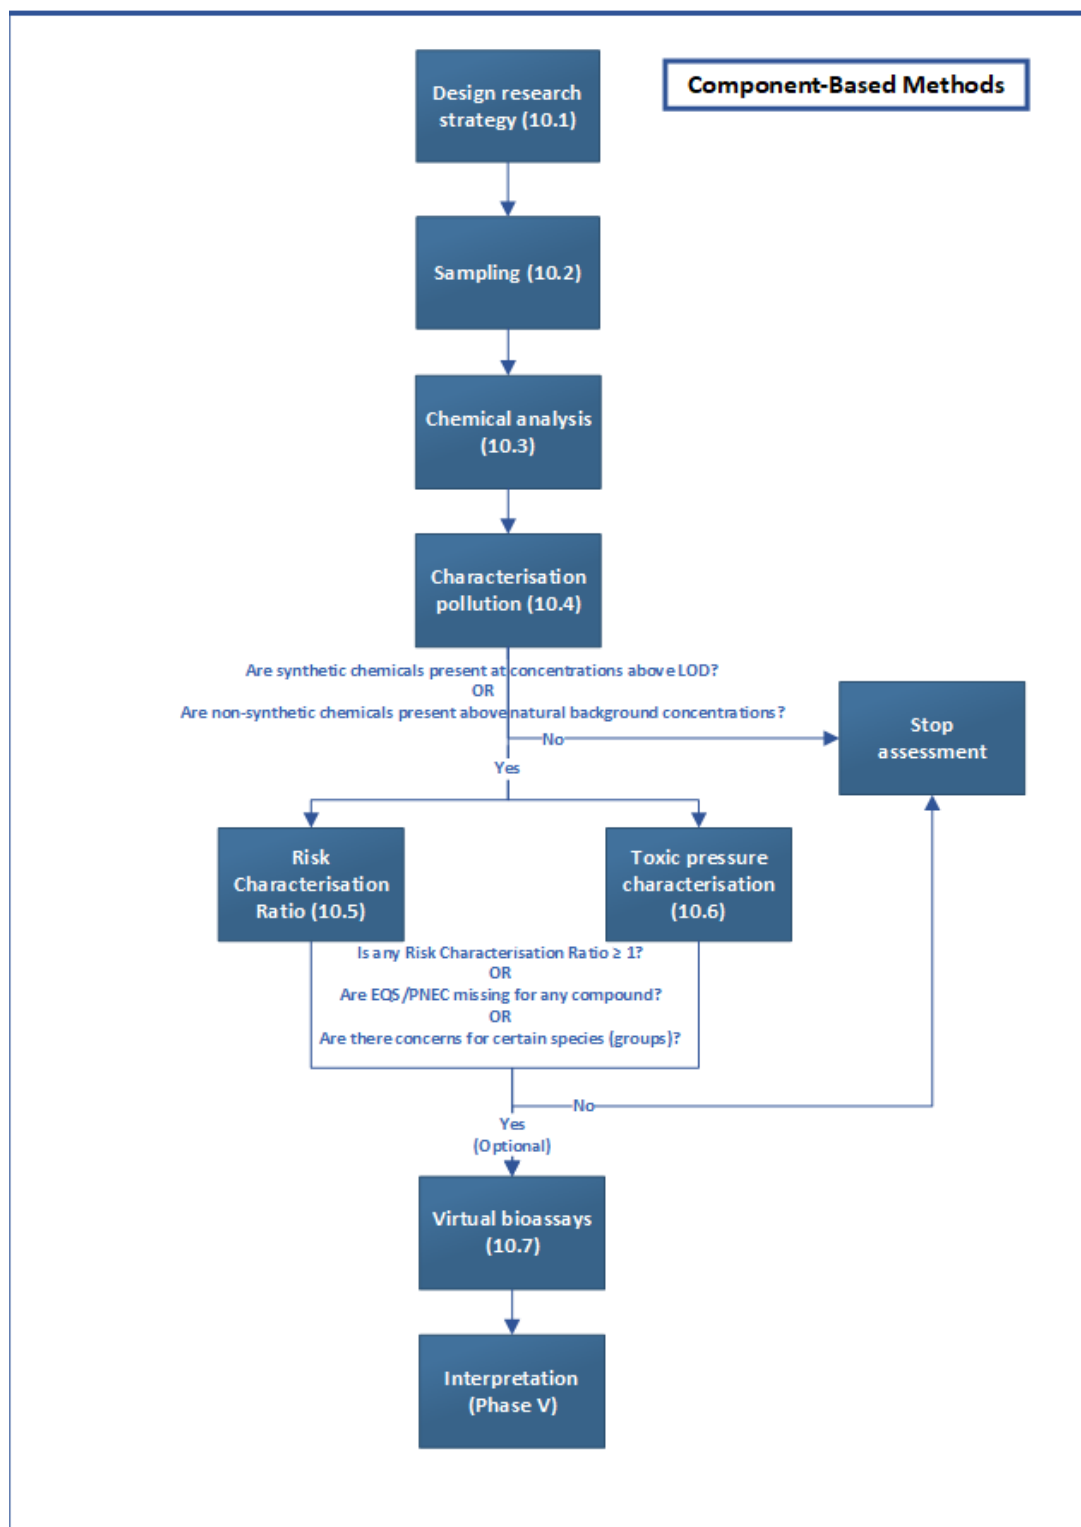 Component-Based Methods
Design research
strategy (10.1)
Sampling (10.2)
Chemical analysis
(10.3)
Characterisation
pollution (10.4)
Are synthetic chemicals present at concentrations above LOD?
OR
Are non-synthetic chemicals present above natural background concentrations?
No
Stop
assessment
Yes
Risk
Characterisation
Ratio (10.5)
Toxic pressure
characterisation
(10.6)
Is any Risk Characterisation Ratio ≥ 1?
OR
Are EQS/PNEC missing for any compound?
OR
Are there concerns for certain species (groups)?
No
Yes
(Optional)
Virtual bioassays
(10.7)
Interpretation
(Phase V)